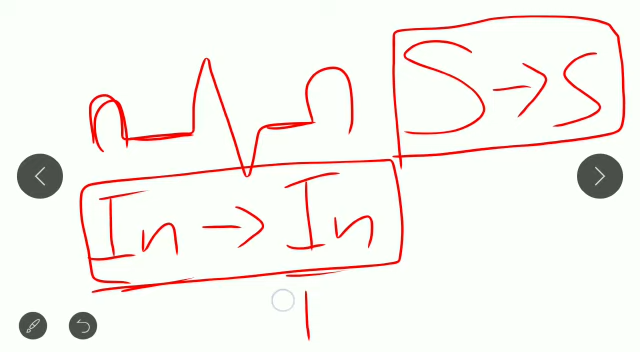 S → S
In → In